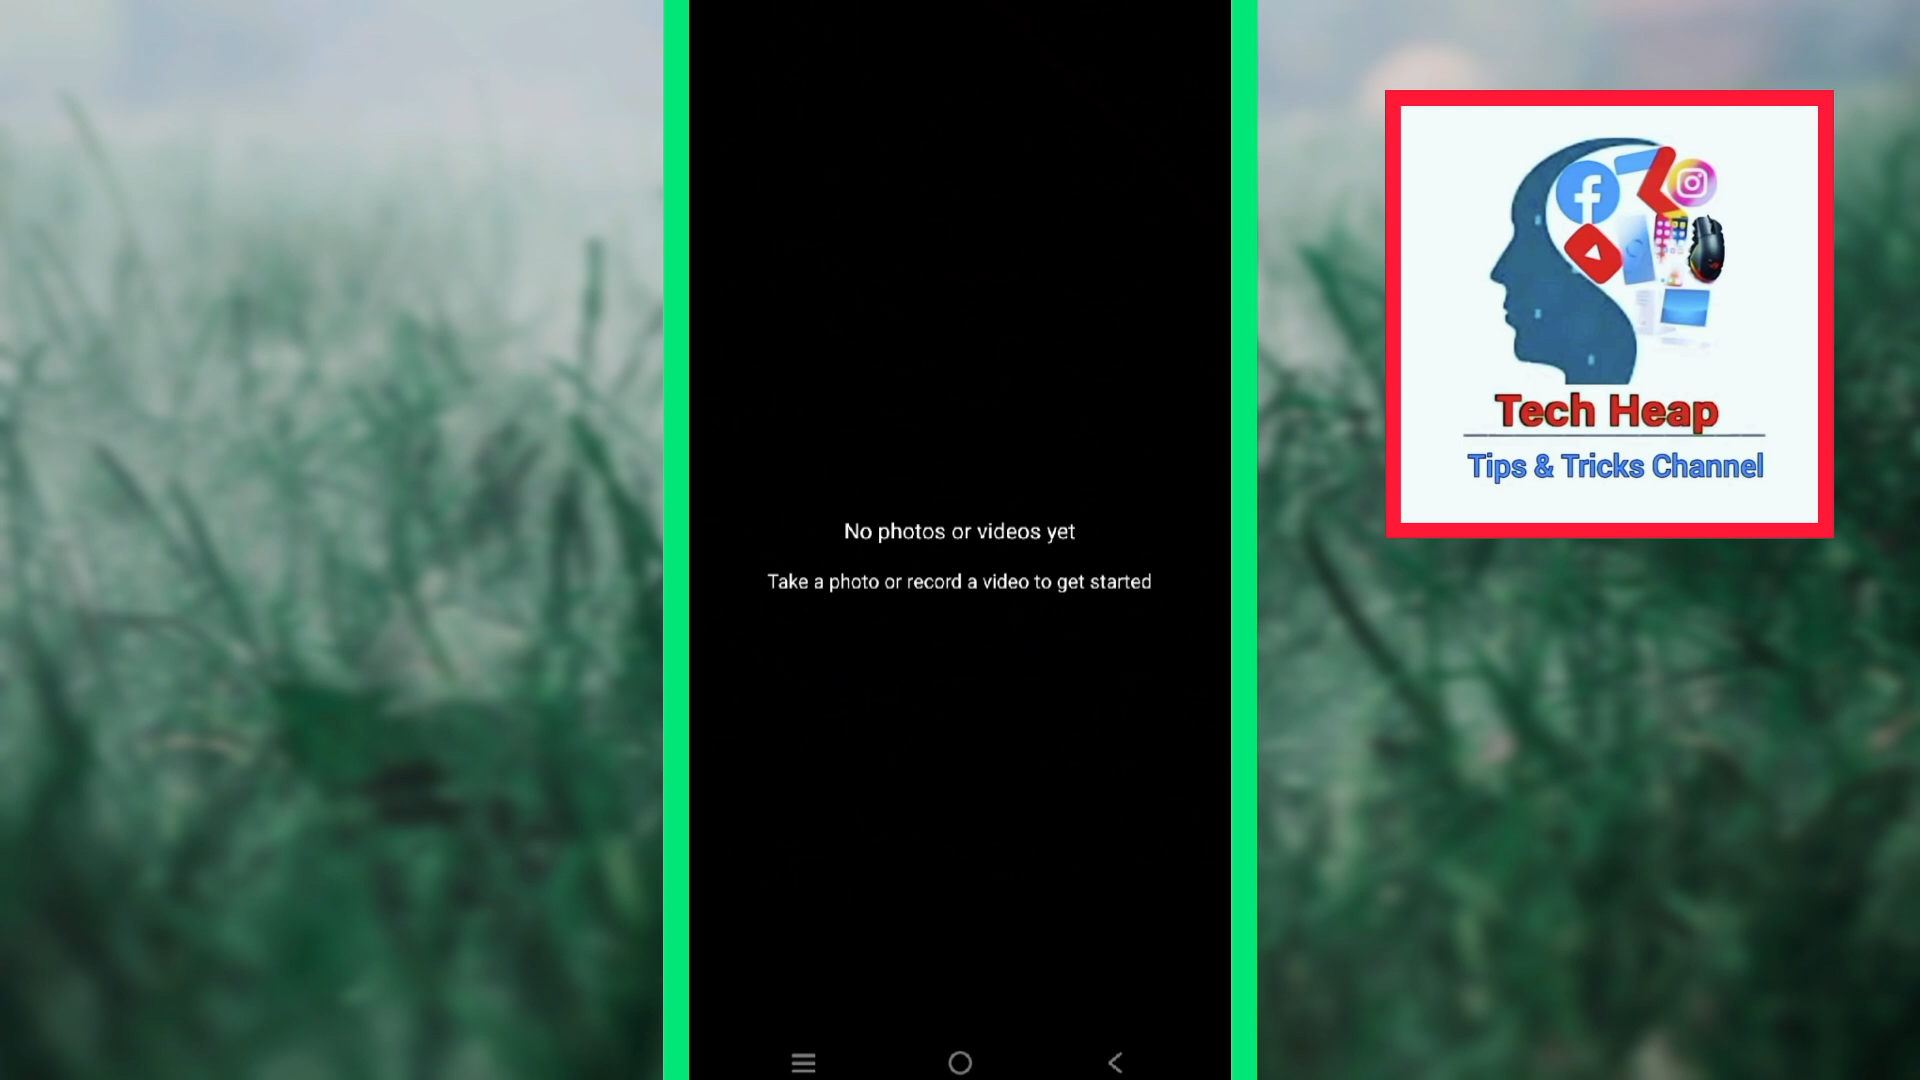 No photos or videos yet
Take a photo or record a video to get started
Tech Heap
Tips & Tricks Channel